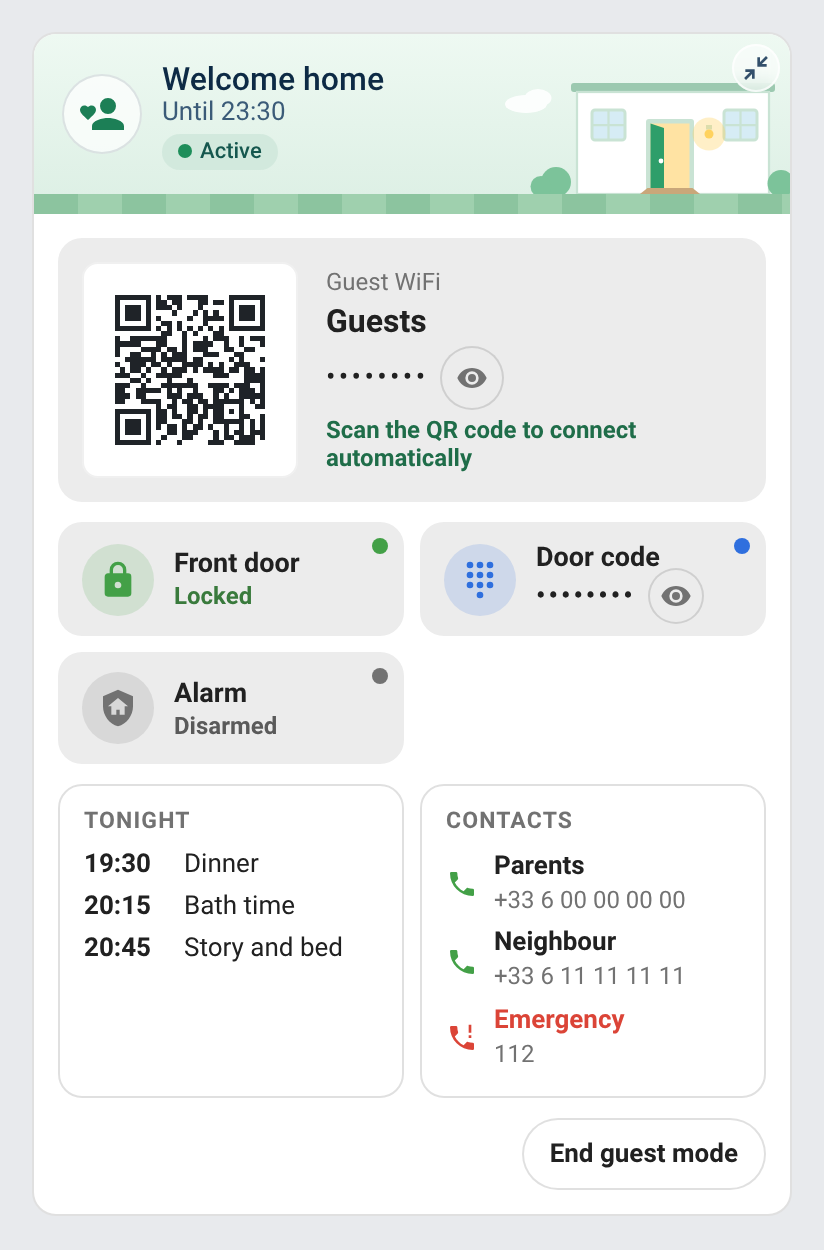 Welcome home
Until 23:30
Active
Guest WiFi
Guests
••••••••
Scan the QR code to connect
automatically
Front door
Locked
Door code
••••••••
Alarm
Disarmed
TONIGHT
19:30 Dinner
20:15 Bath time
20:45 Story and bed
CONTACTS
Parents
+33 6 00 00 00 00
Neighbour
+33 6 11 11 11 11
Emergency
112
End guest mode